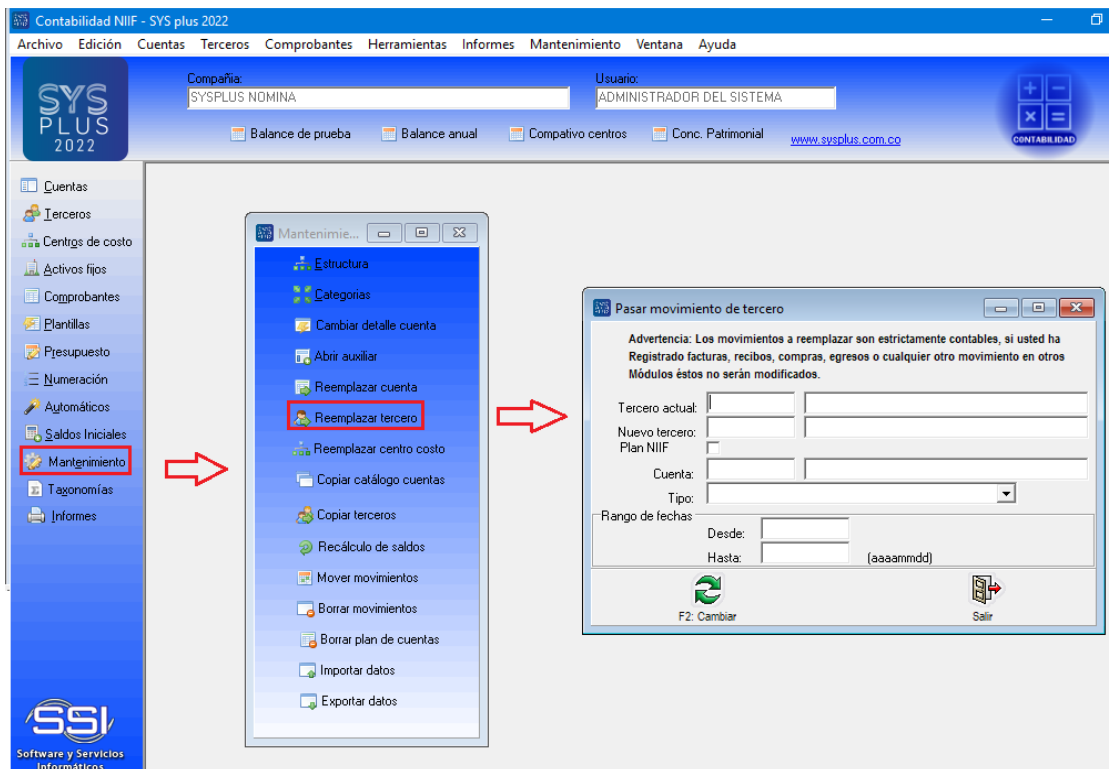 Contabilidad NIIF - SYS plus 2022
Archivo Edición Cuentas Terceros Comprobantes Herramientas Informes Mantenimiento Ventana Ayuda
SYS
PLUS
2022
Compañia:
SYSPLUS NOMINA
Usuario:
ADMINISTRADOR DEL SISTEMA
Balance de prueba
Balance anual
Compativo centros
Conc. Patrimonial
www.sysplus.com.co
CONTABILIDAD
Cuentas
Terceros
Centros de costo
Activos fijos
Comprobantes
Plantillas
Presupuesto
Numeración
Automáticos
Saldos Iniciales
Mantenimiento
Taxonomías
Informes
SSI
Software y Servicios
Informáticos
Mantenimie...
Estructura
Categorias
Cambiar detalle cuenta
Abrir auxiliar
Reemplazar cuenta
Reemplazar tercero
Reemplazar centro costo
Copiar catálogo cuentas
Copiar terceros
Recálculo de saldos
Mover movimientos
Borrar movimientos
Borrar plan de cuentas
Importar datos
Exportar datos
Pasar movimiento de tercero
Advertencia: Los movimientos a reemplazar son estrictamente contables, si usted ha
Registrado facturas, recibos, compras, egresos o cualquier otro movimiento en otros
Módulos éstos no serán modificados.
Tercero actual:
Nuevo tercero:
Plan NIIF
Cuenta:
Tipo:
Rango de fechas
Desde:
Hasta: (aaaammdd)
F2: Cambiar
Salir